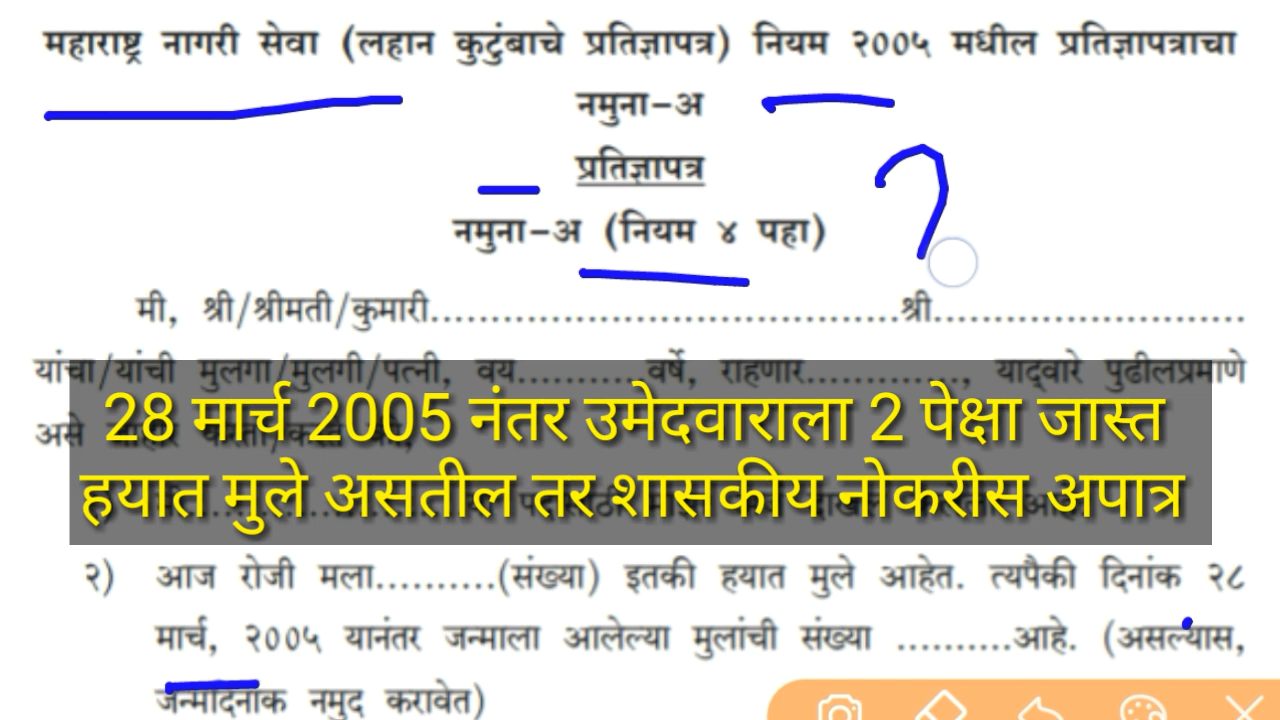 महाराष्ट्र नागरी सेवा (लहान कुटुंबाचे प्रतिज्ञापत्र) नियम २००५ मधील प्रतिज्ञापत्राचा
नमुना-अ
प्रतिज्ञापत्र
नमुना-अ (नियम ४ पहा)
मी, श्री/श्रीमती/कुमारी.......................................श्री..........................
यांचा/यांची मुलगा/मुलगी/पत्नी, वय...........वर्षे, राहणार............., याद्वारे पुढीलप्रमाणे
असे
28 मार्च 2005 नंतर उमेदवाराला 2 पेक्षा जास्त
हयात मुले असतील तर शासकीय नोकरीस अपात्र
२) आज रोजी मला..........(संख्या) इतकी हयात मुले आहेत. त्यपैकी दिनांक २८
मार्च, २००५ यानंतर जन्माला आलेल्या मुलांची संख्या ..........आहे. (असल्यास,
जन्मदिनांक नमुद करावेत)